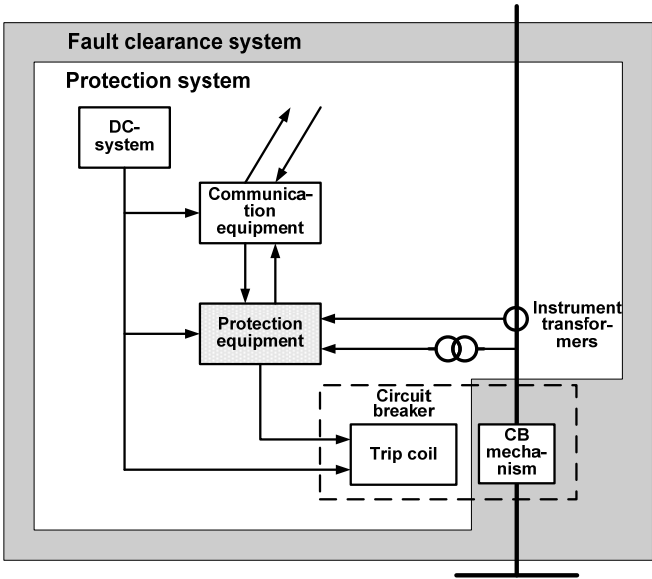 Fault clearance system
Protection system
DC-
system
Communica-
tion
equipment
Protection
equipment
Instrument
transfor-
mers
Circuit
breaker
Trip coil
CB
mecha-
nism